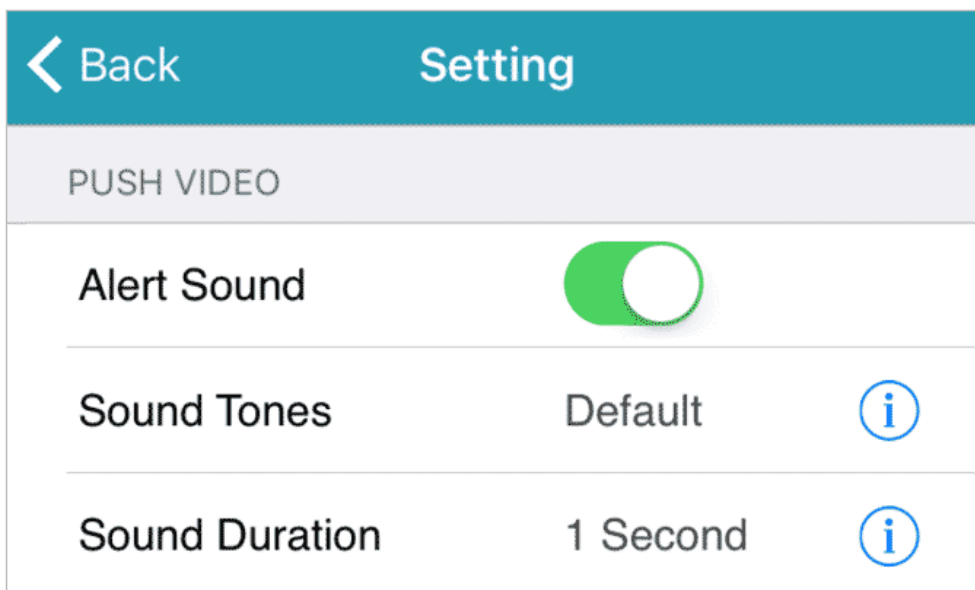 Back Setting
PUSH VIDEO
Alert Sound
Sound Tones Default i
Sound Duration 1 Second i